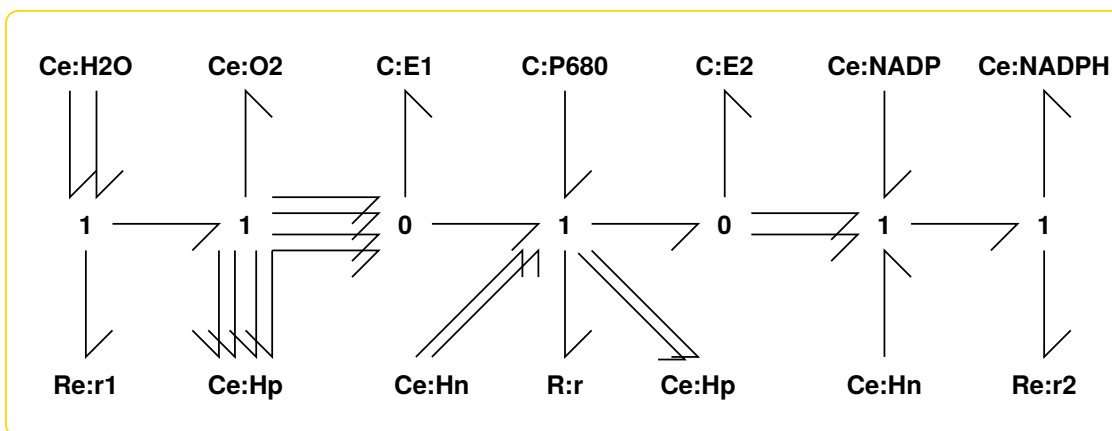 Ce:H2O Ce:O2 C:E1 C:P680 C:E2 Ce:NADP Ce:NADPH
1 1 0 1 0 1 1
Re:r1 Ce:Hp Ce:Hn R:r Ce:Hp Ce:Hn Re:r2